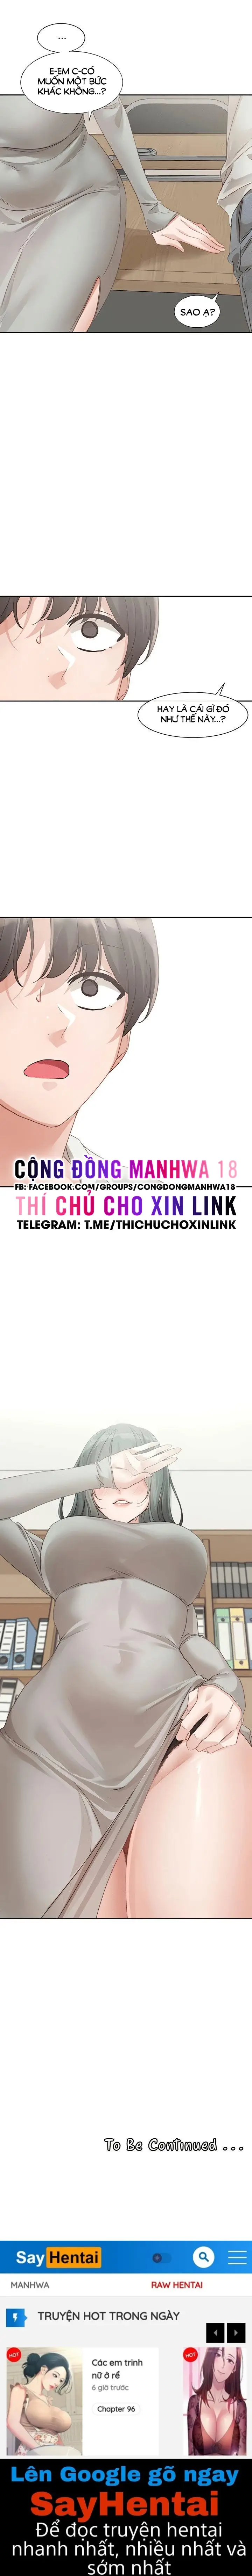 ...
E-EM C-CÓ
MUỐN MỘT BỨC
KHÁC KHÔNG...?
SAO Ạ?
HAY LÀ CÁI GÌ ĐÓ
NHƯ THẾ NÀY...?
CỘNG ĐỒNG MANHWA 18
FB: FACEBOOK.COM/GROUPS/CONGDONGMANHWA18
THÍ CHỦ CHO XIN LINK
TELEGRAM: T.ME/THICHUCHOXINLINK
To Be Continued ...
Say Hentai
MANHWA RAW HENTAI
TRUYỆN HOT TRONG NGÀY
HOT
Các em trinh
nữ ở rể
6 giờ trước
Chapter 96
HOT
Lên Google gõ ngay
SayHentai
Để đọc truyện hentai
nhanh nhất, nhiều nhất và
sớm nhất